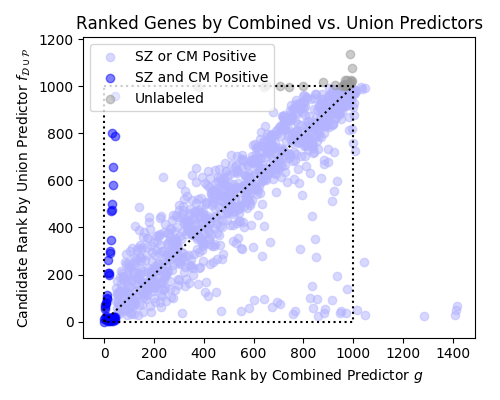 Ranked Genes by Combined vs. Union Predictors
SZ or CM Positive
SZ and CM Positive
Unlabeled
Candidate Rank by Union Predictor f_{𝒟∪𝒫}
1200
1000
800
600
400
200
0
0 200 400 600 800 1000 1200 1400
Candidate Rank by Combined Predictor g